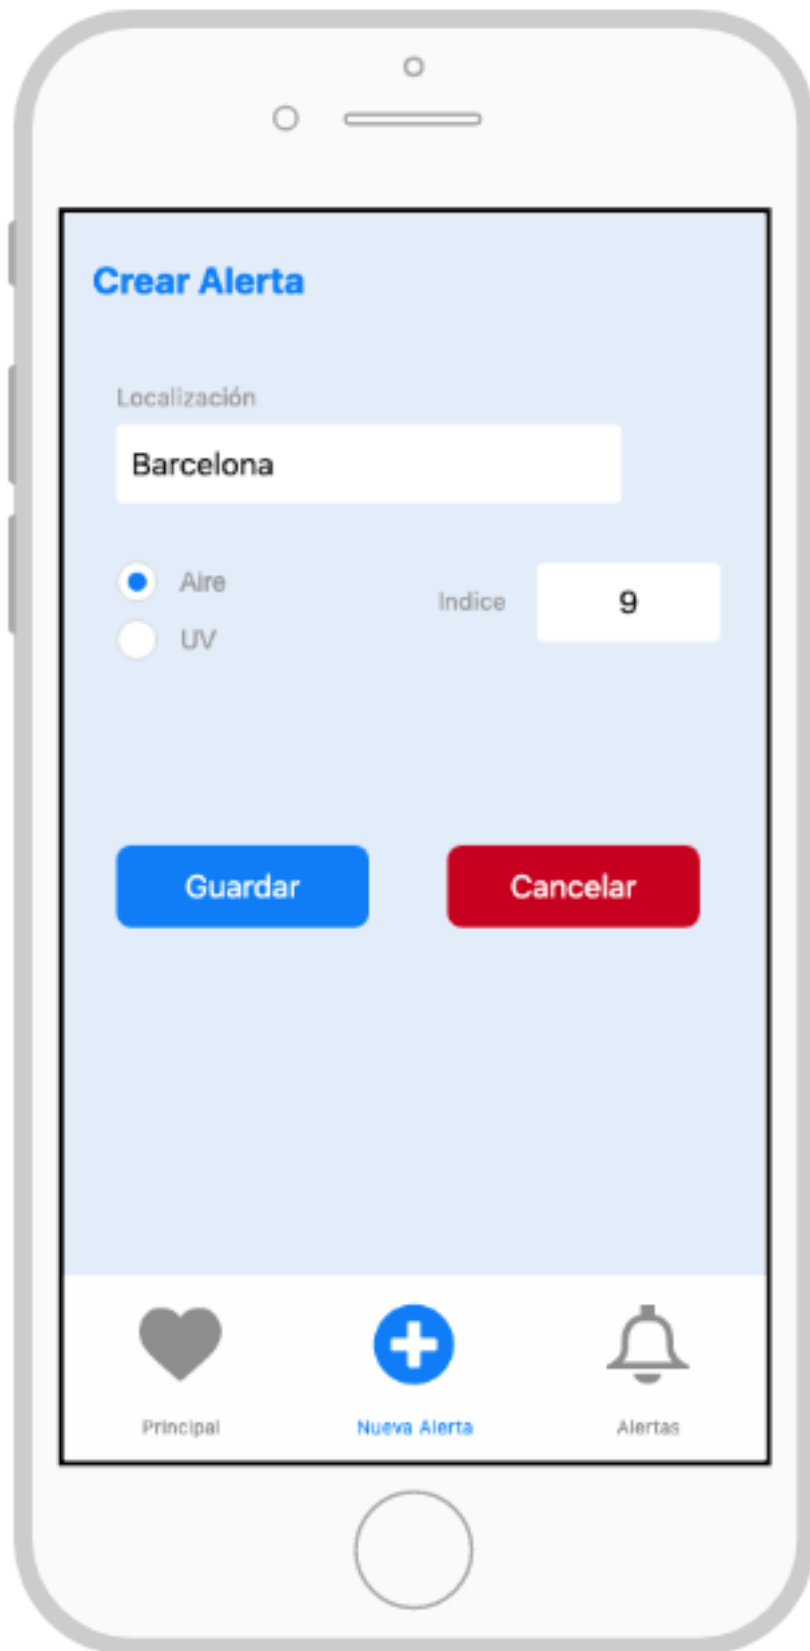 Crear Alerta
Localización
Barcelona
Aire
Indice
9
UV
Guardar
Cancelar
Principal
Nueva Alerta
Alertas